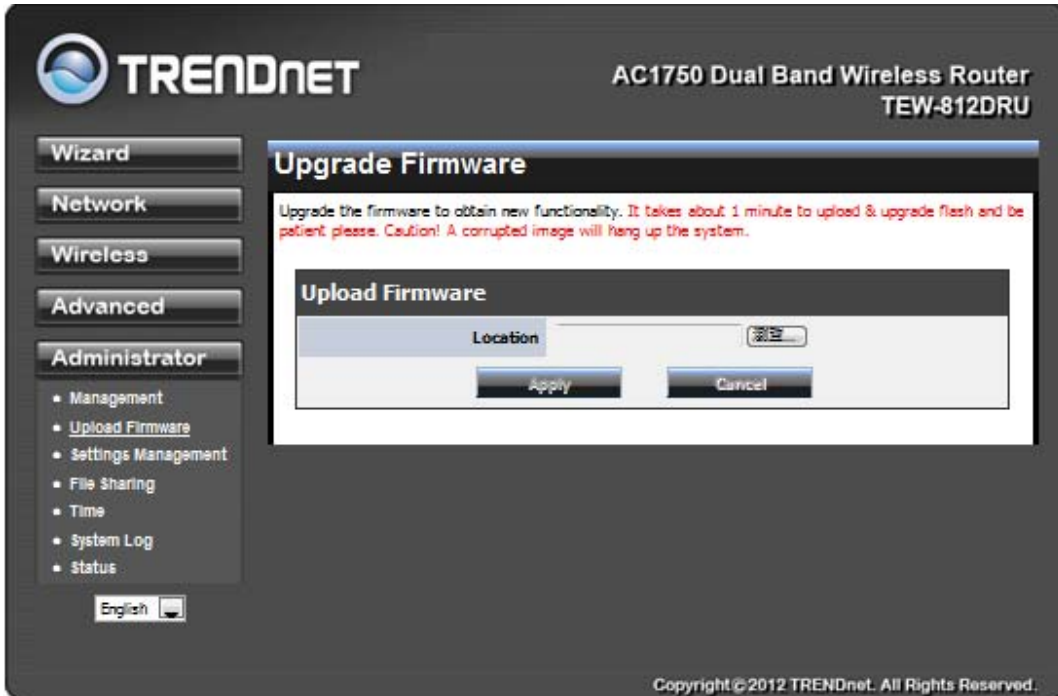 TRENDNET
AC1750 Dual Band Wireless Router
TEW-812DRU
Wizard
Network
Wireless
Advanced
Administrator
Management
Upload Firmware
Settings Management
File Sharing
Time
System Log
Status
English
Upgrade Firmware
Upgrade the firmware to obtain new functionality. It takes about 1 minute to upload & upgrade flash and be
patient please. Caution! A corrupted image will hang up the system.
Upload Firmware
Location
Apply Cancel
Copyright©2012 TRENDnet. All Rights Reserved.